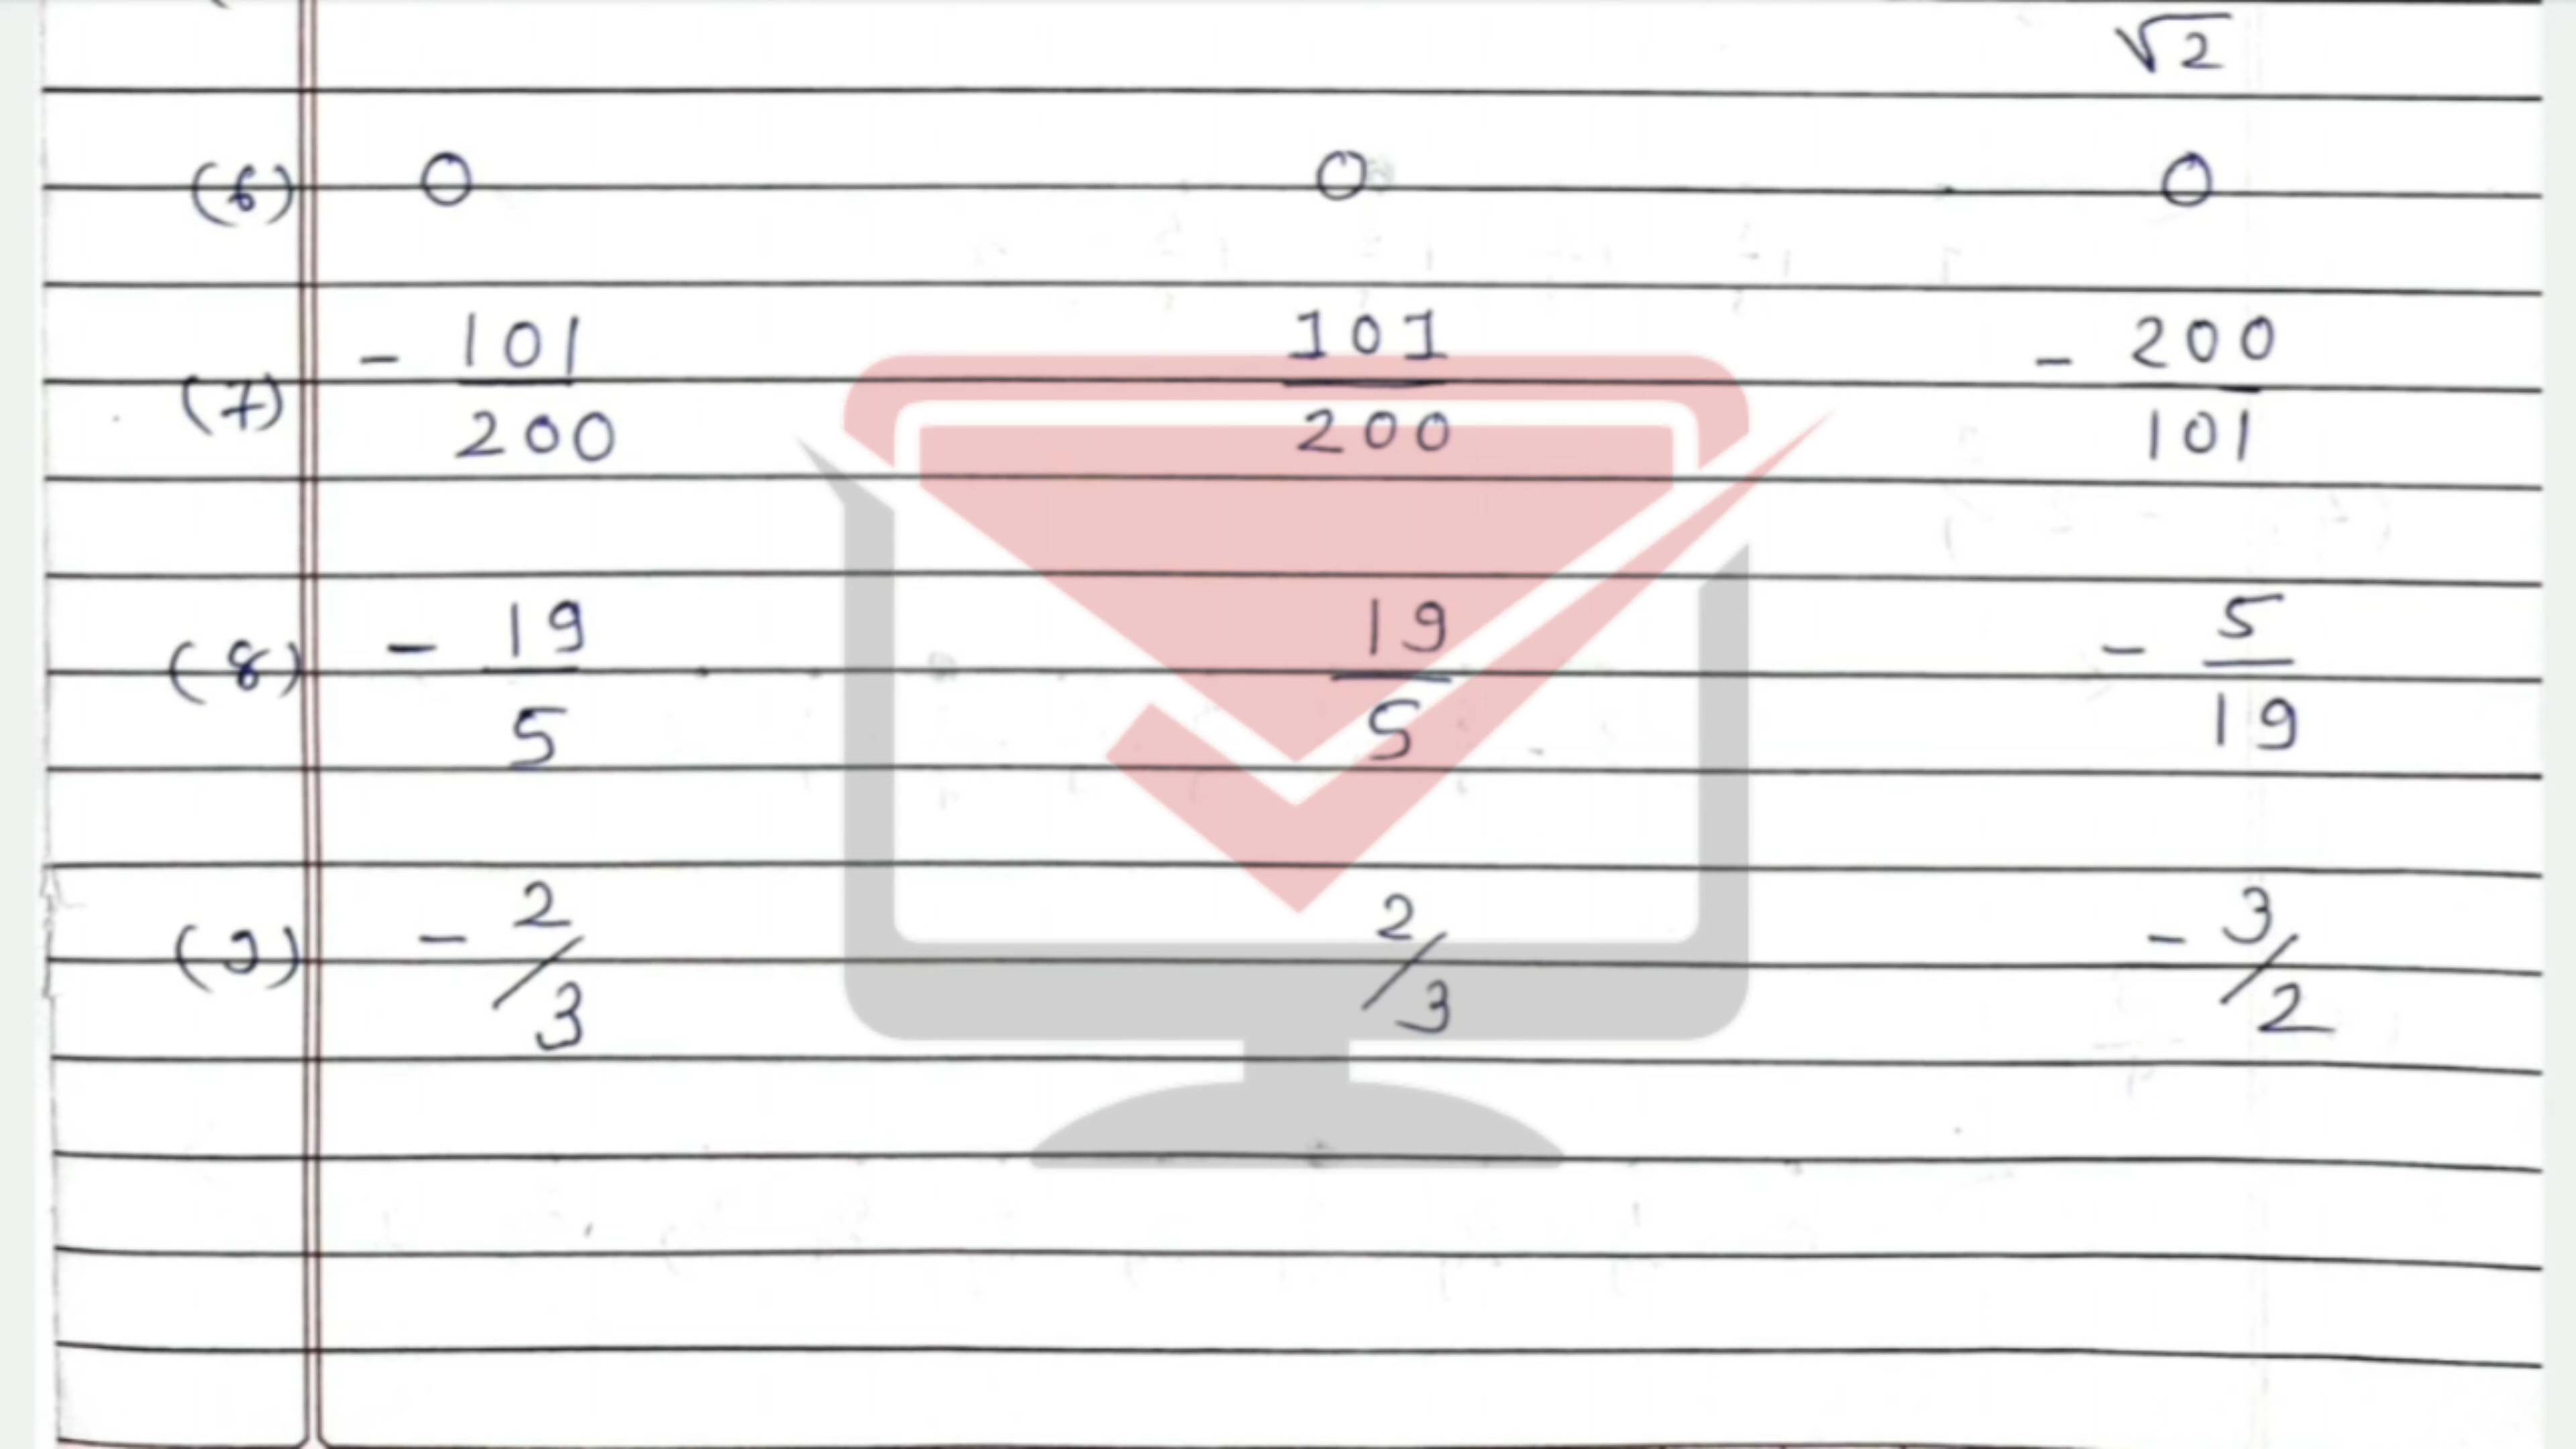 √2
(6) 0 0 0
(7) - 101/200 101/200 - 200/101
(8) - 19/5 19/5 - 5/19
(9) - 2/3 2/3 - 3/2